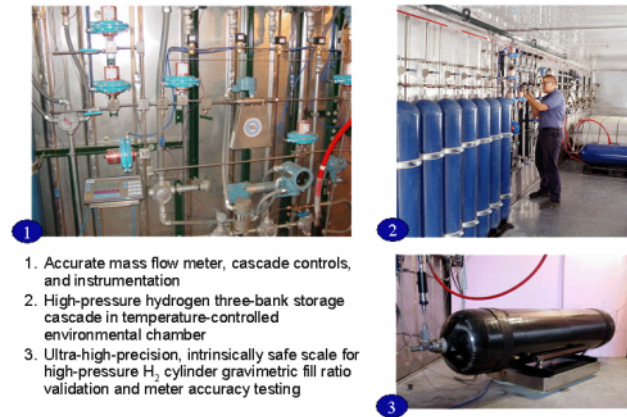 1
2
1. Accurate mass flow meter, cascade controls,
and instrumentation
2. High-pressure hydrogen three-bank storage
cascade in temperature-controlled
environmental chamber
3. Ultra-high-precision, intrinsically safe scale for
high-pressure H₂ cylinder gravimetric fill ratio
validation and meter accuracy testing
3